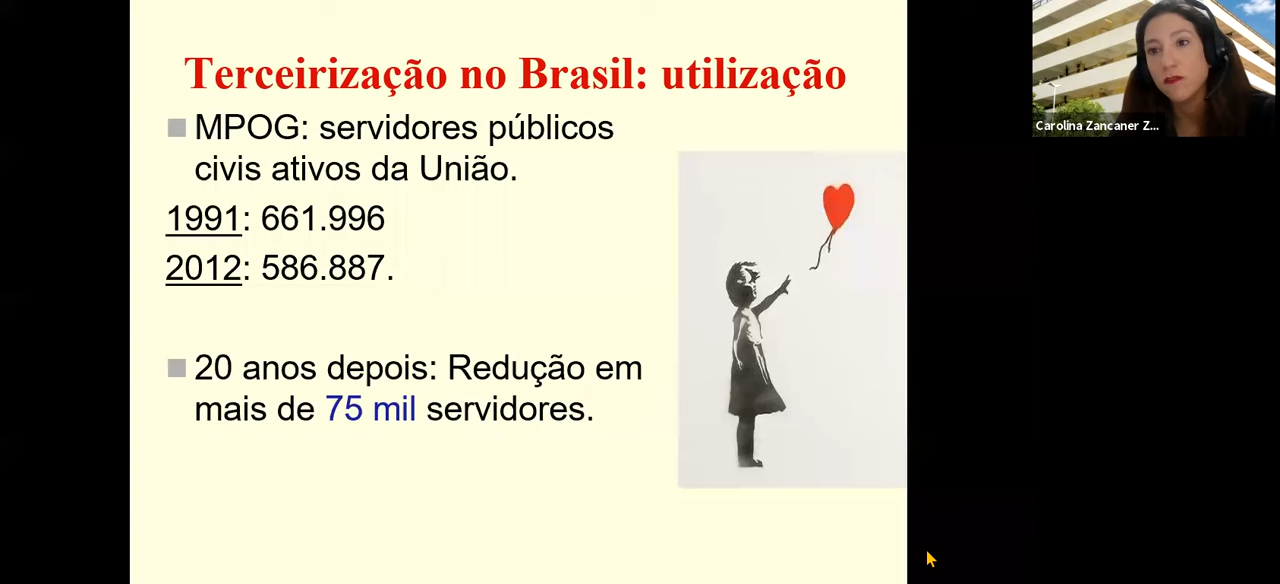 Terceirização no Brasil: utilização
MPOG: servidores públicos
civis ativos da União.
1991: 661.996
2012: 586.887.
20 anos depois: Redução em
mais de 75 mil servidores.
Carolina Zancaner Z...